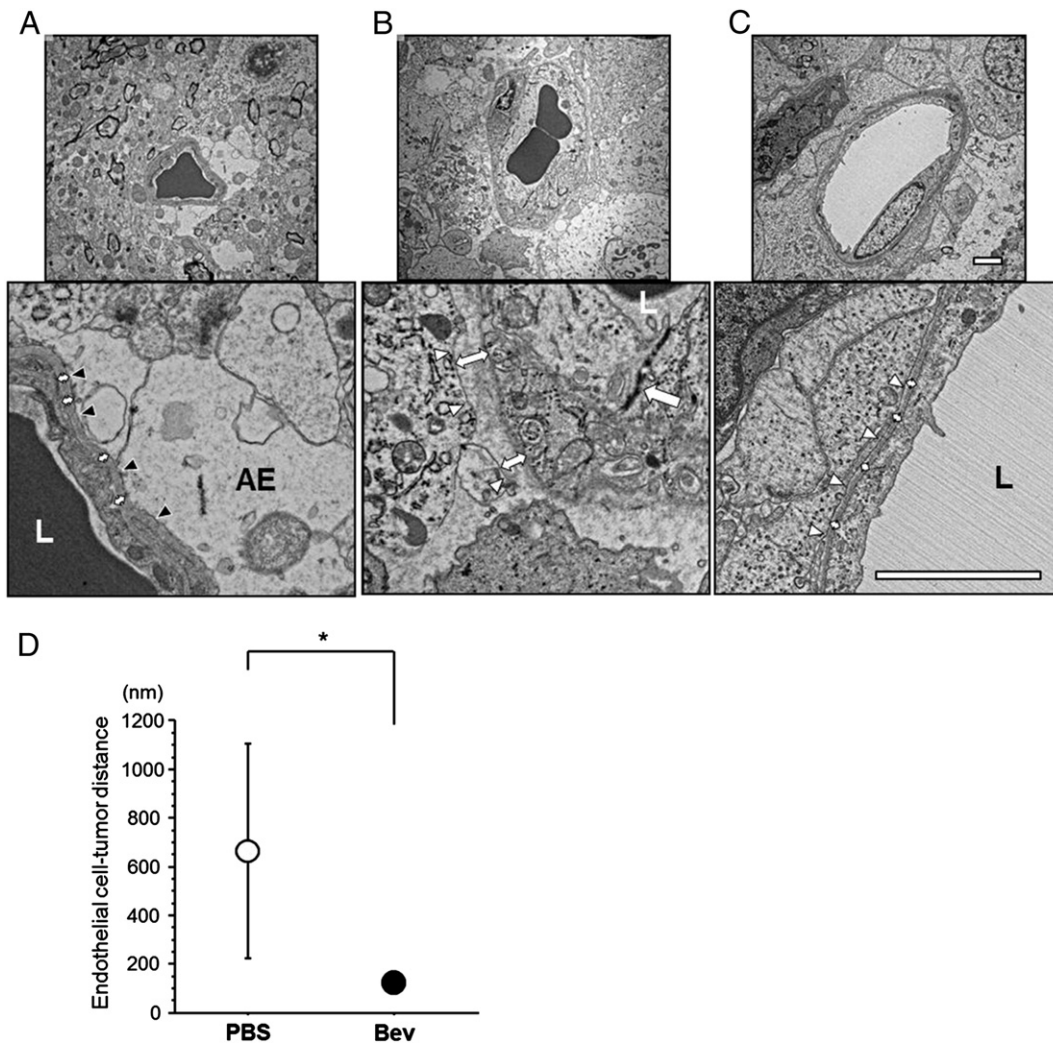 A B C
L AE
L
L
D
*
(nm)
Endothelial cell-tumor distance
1200
1000
800
600
400
200
0
PBS Bev